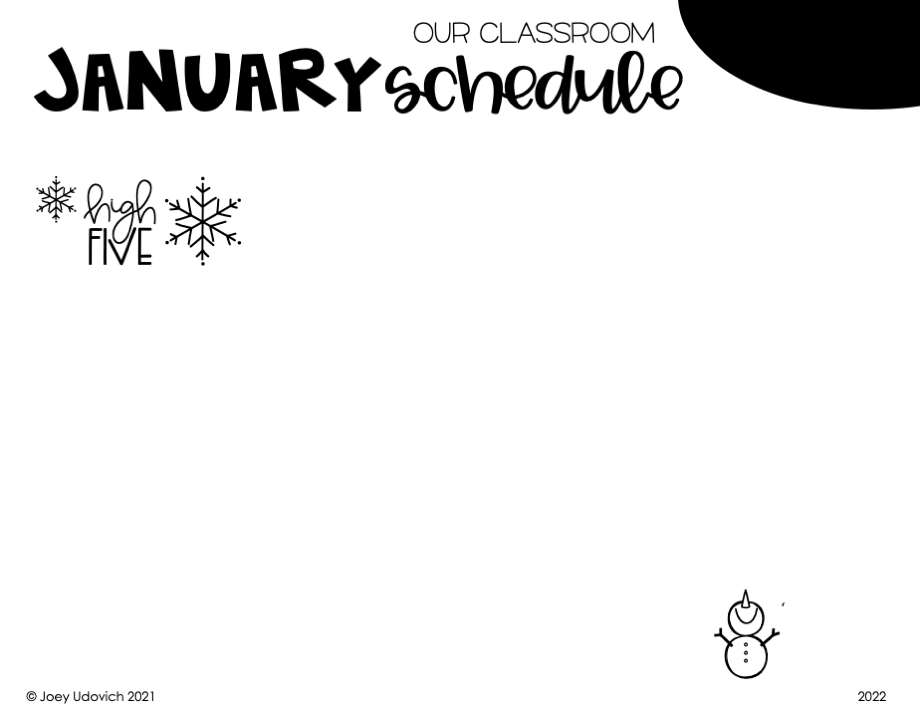 OUR CLASSROOM
JANUARY schedule
high
FIVE
© Joey Udovich 2021
2022